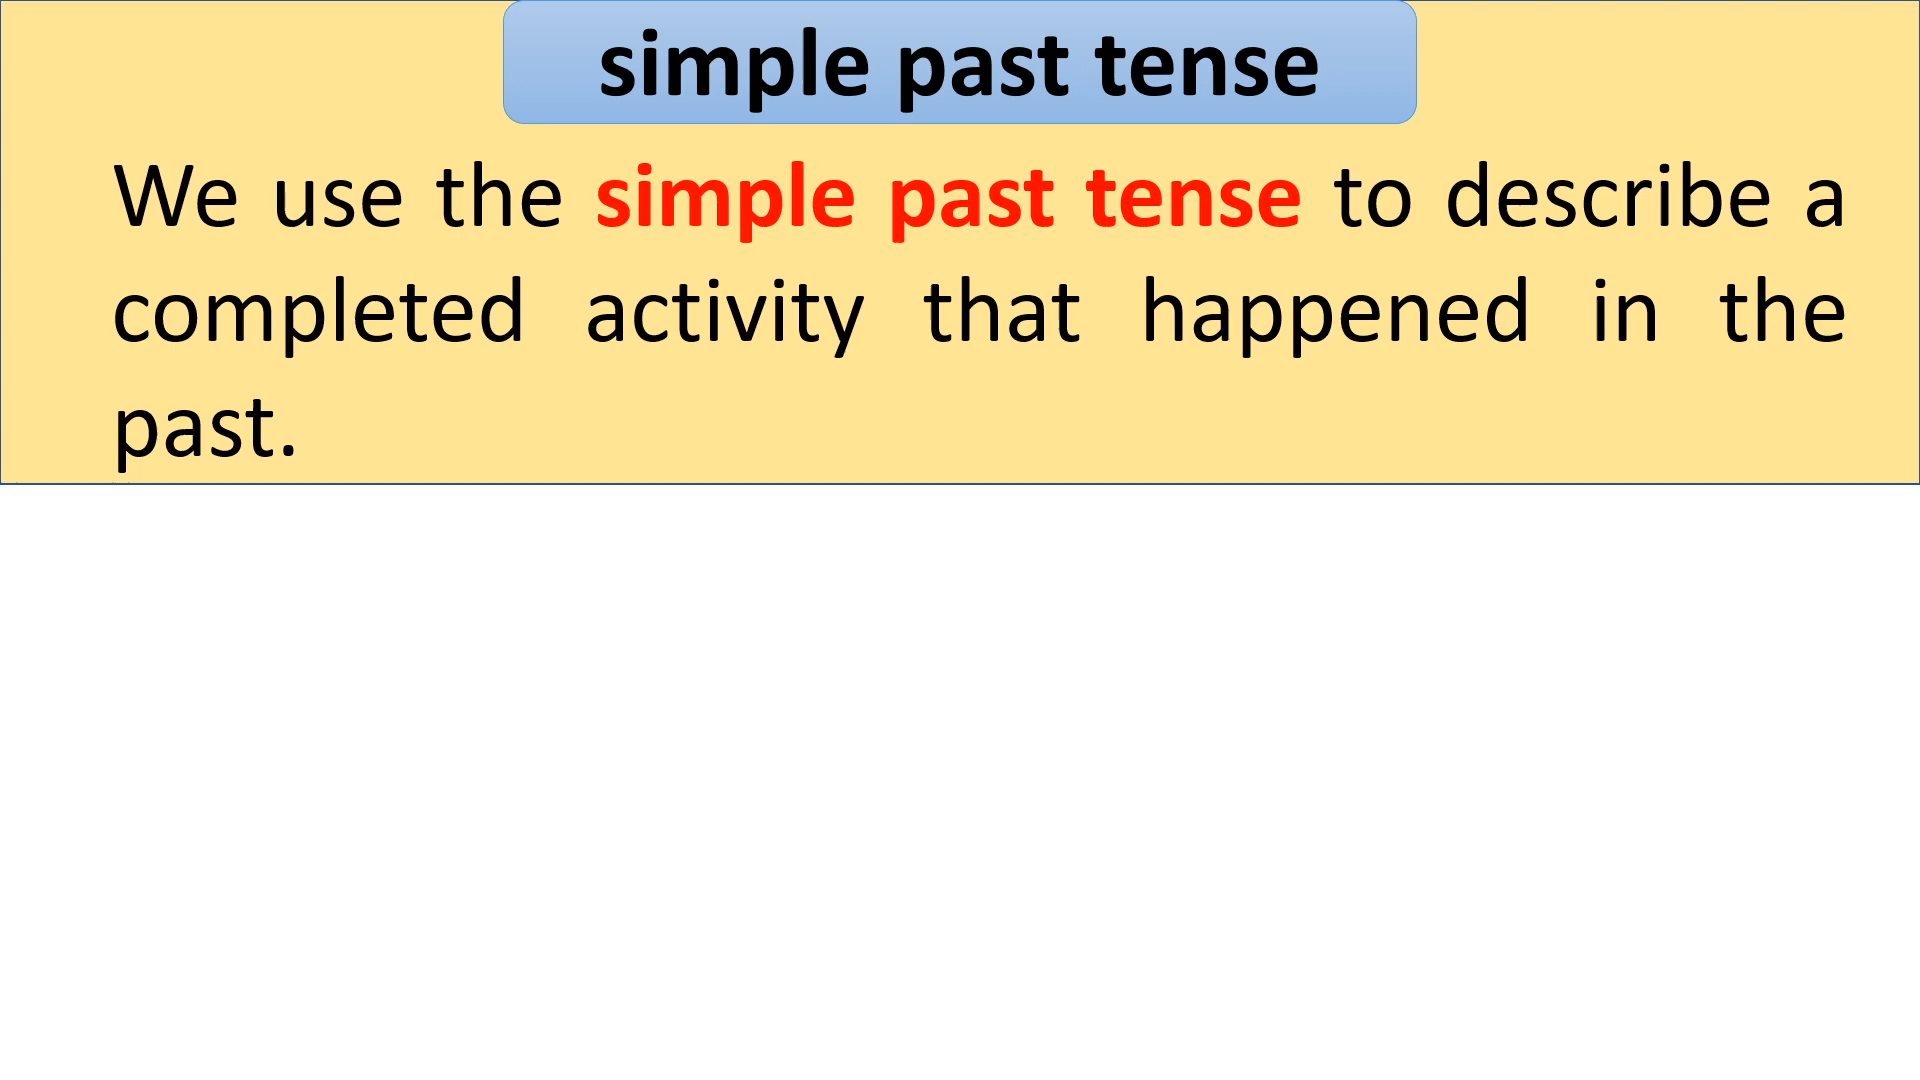 simple past tense
We use the simple past tense to describe a
completed activity that happened in the
past.